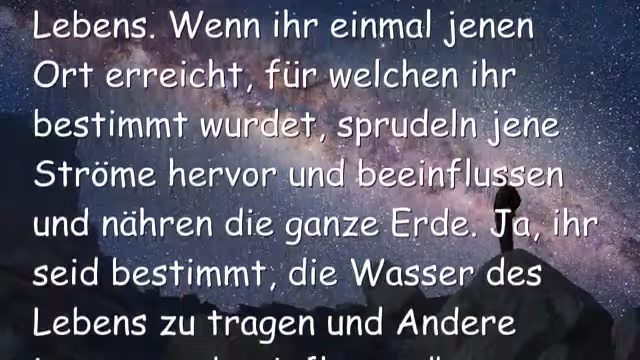 Lebens. Wenn ihr einmal jenen
Ort erreicht, für welchen ihr
bestimmt wurdet, sprudeln jene
Ströme hervor und beeinflussen
und nähren die ganze Erde. Ja, ihr
seid bestimmt, die Wasser des
Lebens zu tragen und Andere